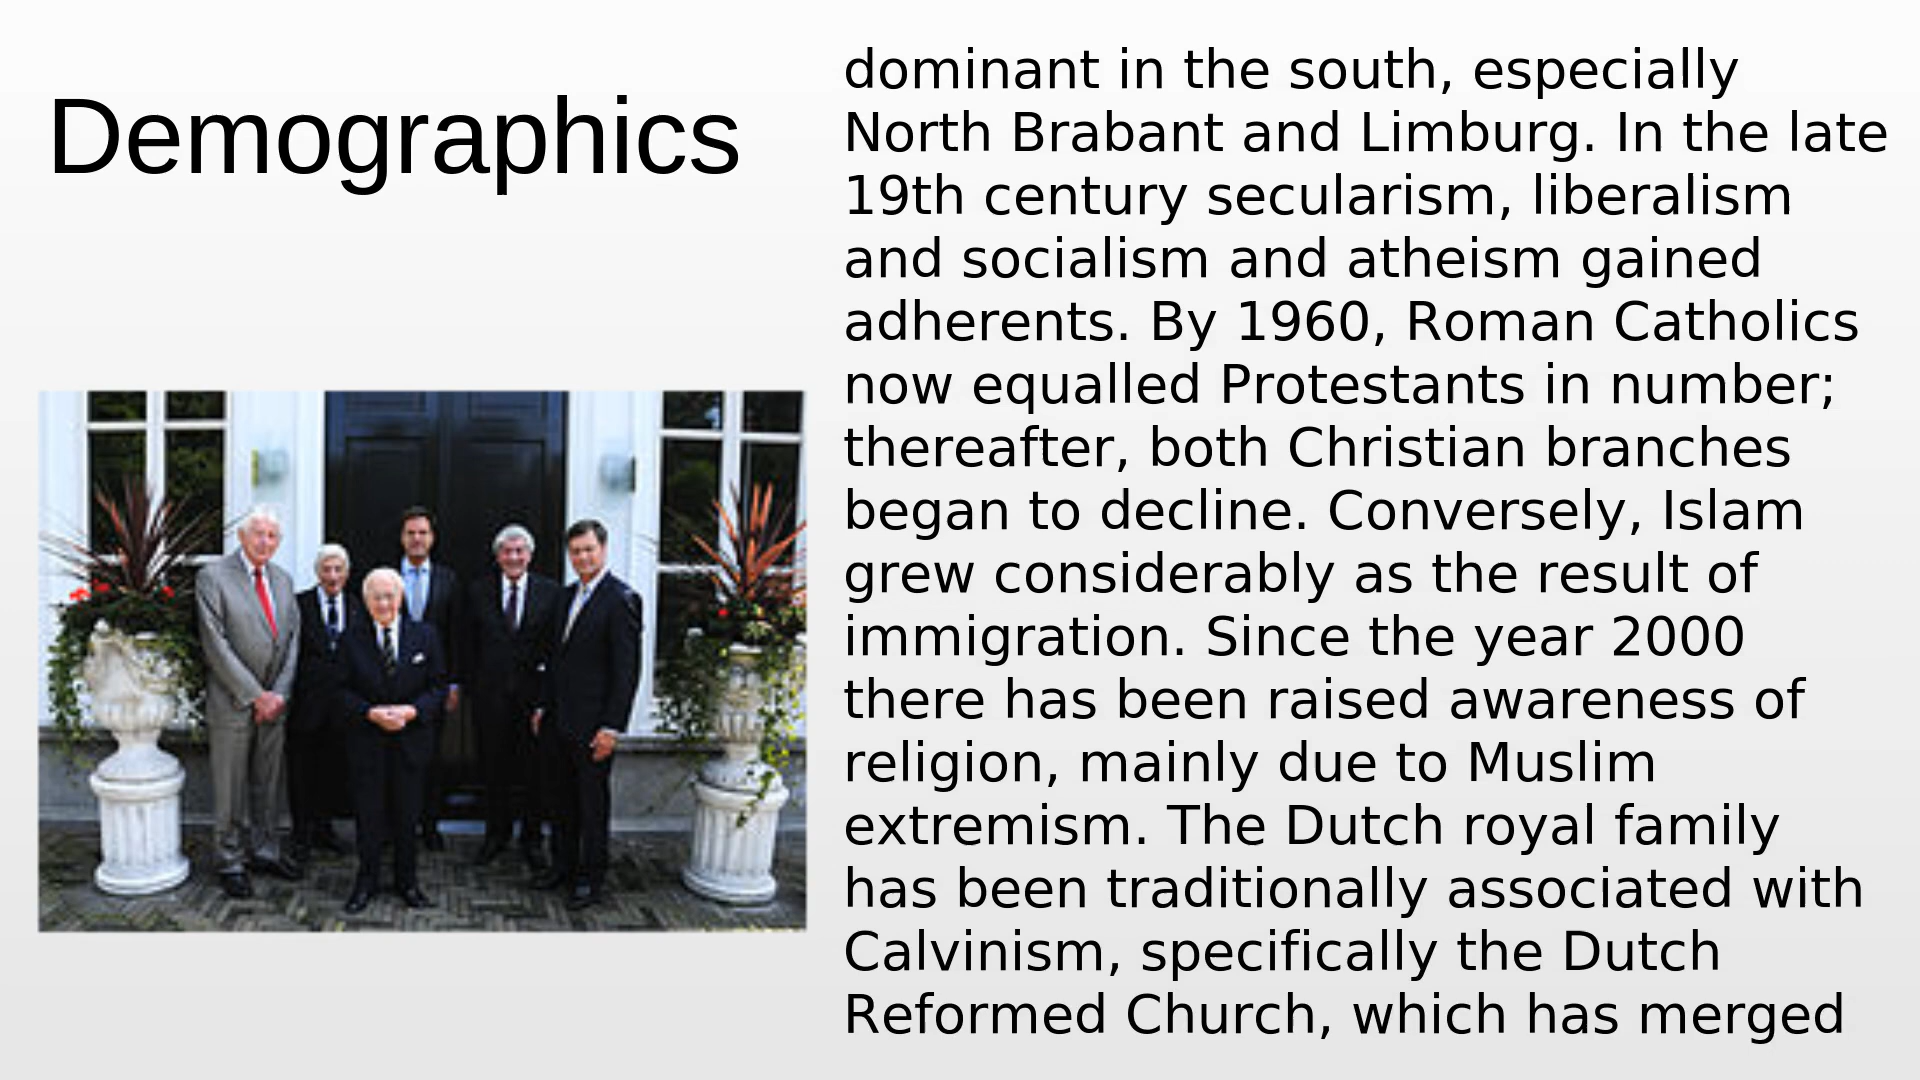 Demographics
dominant in the south, especially
North Brabant and Limburg. In the late
19th century secularism, liberalism
and socialism and atheism gained
adherents. By 1960, Roman Catholics
now equalled Protestants in number;
thereafter, both Christian branches
began to decline. Conversely, Islam
grew considerably as the result of
immigration. Since the year 2000
there has been raised awareness of
religion, mainly due to Muslim
extremism. The Dutch royal family
has been traditionally associated with
Calvinism, specifically the Dutch
Reformed Church, which has merged